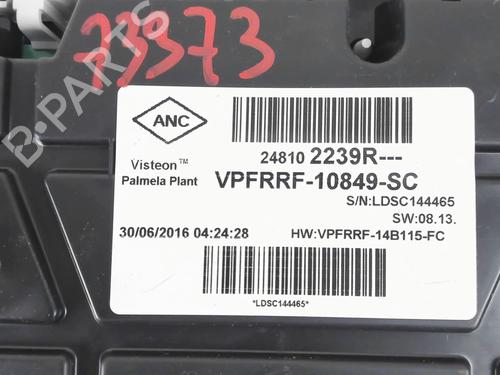 33373
ANC
Visteon™
Palmela Plant
24810 2239R---
VPFRRF-10849-SC
S/N:LDSC144465
SW:08.13.
30/06/2016 04:24:28
HW:VPFRRF-14B115-FC
*LDSC144465*
B-PARTS